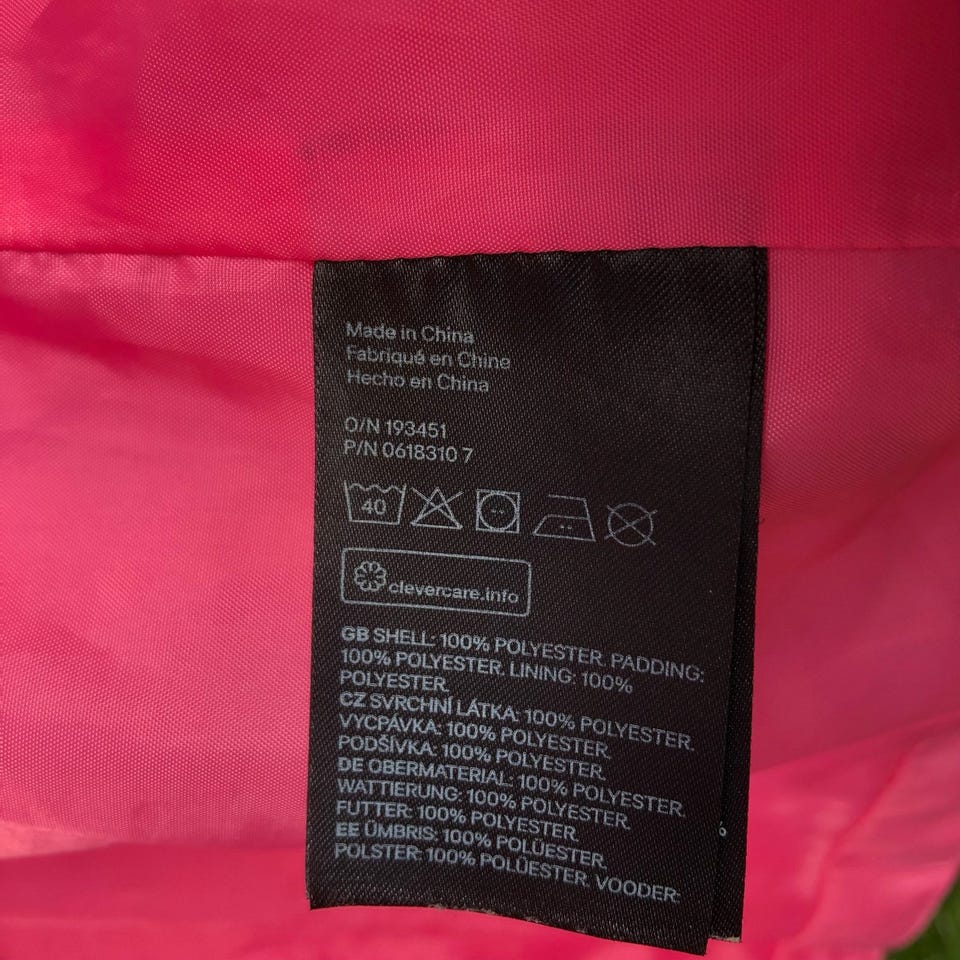 Made in China
Fabriqué en Chine
Hecho en China
O/N 193451
P/N 0618310 7
40
clevercare.info
GB SHELL: 100% POLYESTER. PADDING:
100% POLYESTER. LINING: 100%
POLYESTER.
CZ SVRCHNÍ LÁTKA: 100% POLYESTER.
VYCPÁVKA: 100% POLYESTER.
PODŠÍVKA: 100% POLYESTER.
DE OBERMATERIAL: 100% POLYESTER.
WATTIERUNG: 100% POLYESTER.
FUTTER: 100% POLYESTER.
EE ÜMBRIS: 100% POLÜESTER.
POLSTER: 100% POLÜESTER. VOODER:
%